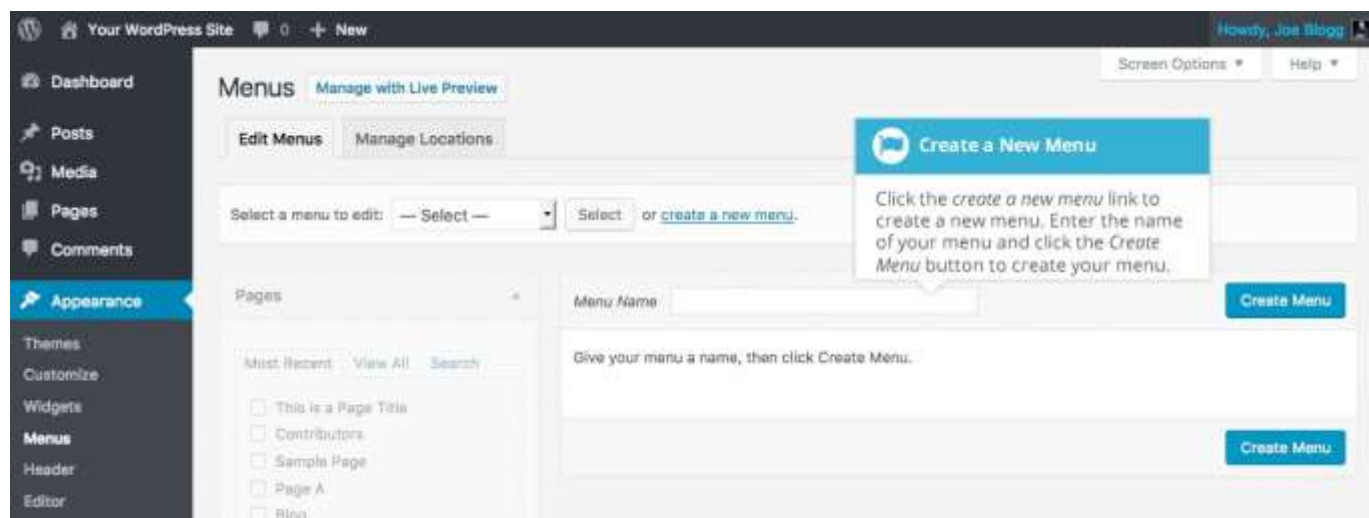 Your WordPress Site 0 + New
Howdy, Joe Blogg
Screen Options Help
Dashboard
Posts
Media
Pages
Comments
Appearance
Themes
Customize
Widgets
Menus
Header
Editor
Menus Manage with Live Preview
Edit Menus Manage Locations
Select a menu to edit: — Select — Select or create a new menu.
Create a New Menu
Click the create a new menu link to
create a new menu. Enter the name
of your menu and click the Create
Menu button to create your menu.
Pages
Most Recent View All Search
This is a Page Title
Contributors
Sample Page
Page A
Blog
Menu Name Create Menu
Give your menu a name, then click Create Menu.
Create Menu